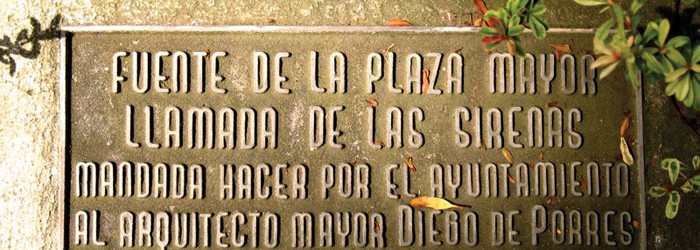 FUENTE DE LA PLAZA MAYOR
LLAMADA DE LAS SIRENAS
MANDADA HACER POR EL AYUNTAMIENTO
AL ARQUITECTO MAYOR DIEGO DE PORRES